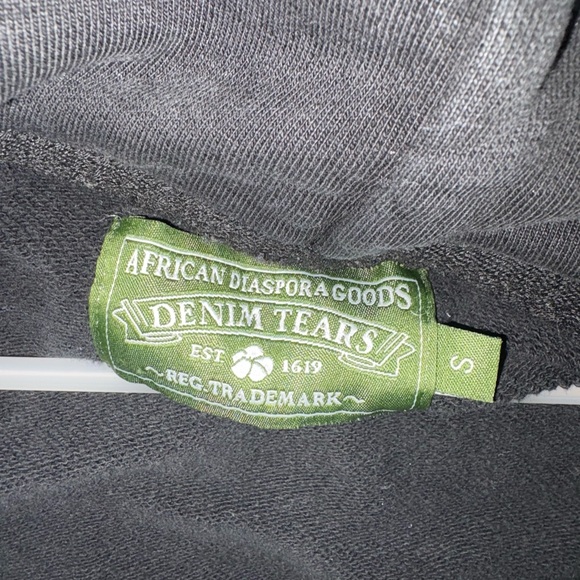 AFRICAN DIASPORA GOODS
DENIM TEARS
EST 1619
~REG. TRADEMARK~
S